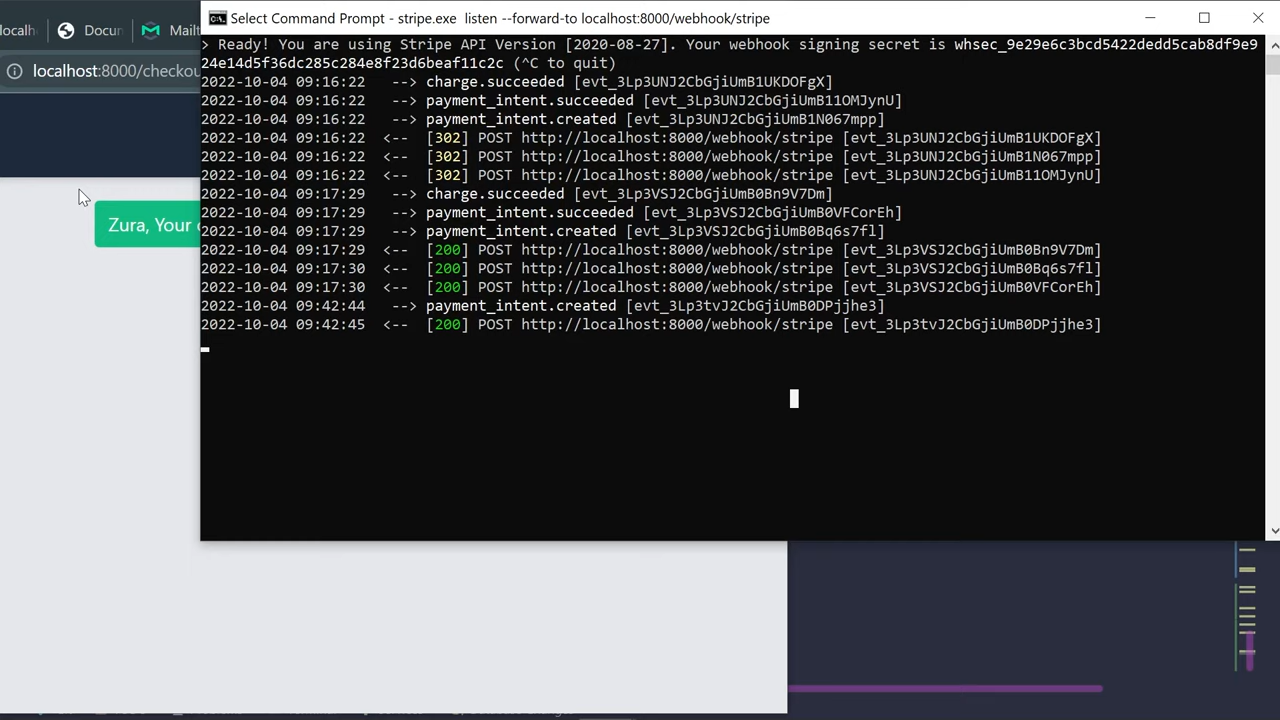 Select Command Prompt - stripe.exe  listen --forward-to localhost:8000/webhook/stripe
localh
Docun
Mailt
localhost:8000/checkou
> Ready! You are using Stripe API Version [2020-08-27]. Your webhook signing secret is whsec_9e29e6c3bcd5422dedd5cab8df9e9
24e14d5f36dc285c284e8f23d6beaf11c2c (^C to quit)
2022-10-04 09:16:22   --> charge.succeeded [evt_3Lp3UNJ2CbGjiUmB1UKDOFgX]
2022-10-04 09:16:22   --> payment_intent.succeeded [evt_3Lp3UNJ2CbGjiUmB11OMJynU]
2022-10-04 09:16:22   --> payment_intent.created [evt_3Lp3UNJ2CbGjiUmB1N067mpp]
2022-10-04 09:16:22  <--  [302] POST http://localhost:8000/webhook/stripe [evt_3Lp3UNJ2CbGjiUmB1UKDOFgX]
2022-10-04 09:16:22  <--  [302] POST http://localhost:8000/webhook/stripe [evt_3Lp3UNJ2CbGjiUmB1N067mpp]
2022-10-04 09:16:22  <--  [302] POST http://localhost:8000/webhook/stripe [evt_3Lp3UNJ2CbGjiUmB11OMJynU]
2022-10-04 09:17:29   --> charge.succeeded [evt_3Lp3VSJ2CbGjiUmB0Bn9V7Dm]
2022-10-04 09:17:29   --> payment_intent.succeeded [evt_3Lp3VSJ2CbGjiUmB0VFCorEh]
2022-10-04 09:17:29   --> payment_intent.created [evt_3Lp3VSJ2CbGjiUmB0Bq6s7fl]
2022-10-04 09:17:29  <--  [200] POST http://localhost:8000/webhook/stripe [evt_3Lp3VSJ2CbGjiUmB0Bn9V7Dm]
2022-10-04 09:17:30  <--  [200] POST http://localhost:8000/webhook/stripe [evt_3Lp3VSJ2CbGjiUmB0Bq6s7fl]
2022-10-04 09:17:30  <--  [200] POST http://localhost:8000/webhook/stripe [evt_3Lp3VSJ2CbGjiUmB0VFCorEh]
2022-10-04 09:42:44   --> payment_intent.created [evt_3Lp3tvJ2CbGjiUmB0DPjjhe3]
2022-10-04 09:42:45  <--  [200] POST http://localhost:8000/webhook/stripe [evt_3Lp3tvJ2CbGjiUmB0DPjjhe3]
Zura, Your